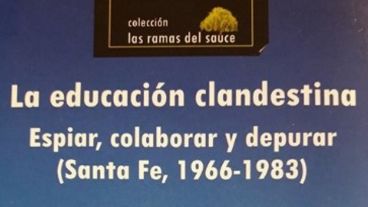 colección
las ramas del sauce
La educación clandestina
Espiar, colaborar y depurar
(Santa Fe, 1966-1983)